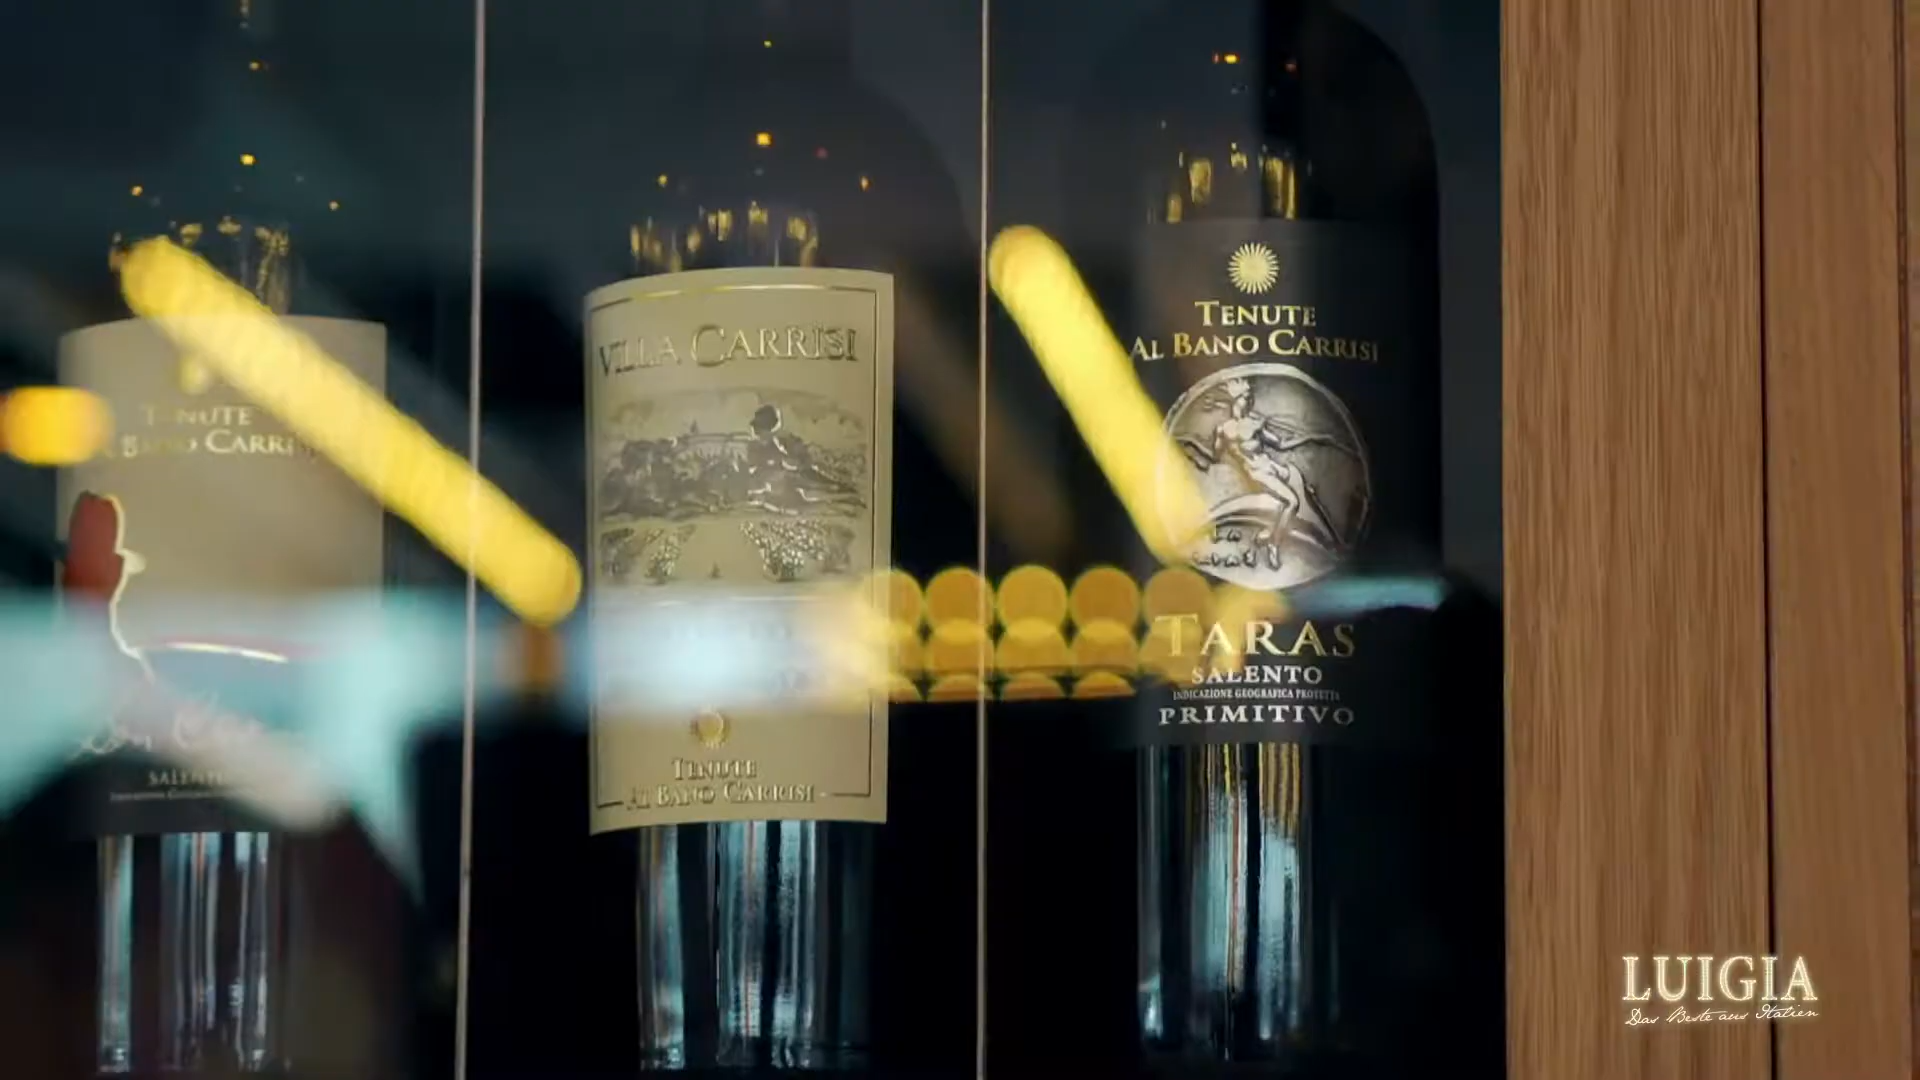 TENUTE
BANO CARRISI
SALENTO
VILLA CARRISI
TENUTE
AL BANO CARRISI
TENUTE
AL BANO CARRISI
TARAS
SALENTO
INDICAZIONE GEOGRAFICA PROTETTA
PRIMITIVO
LUIGIA
Das Beste aus Italien